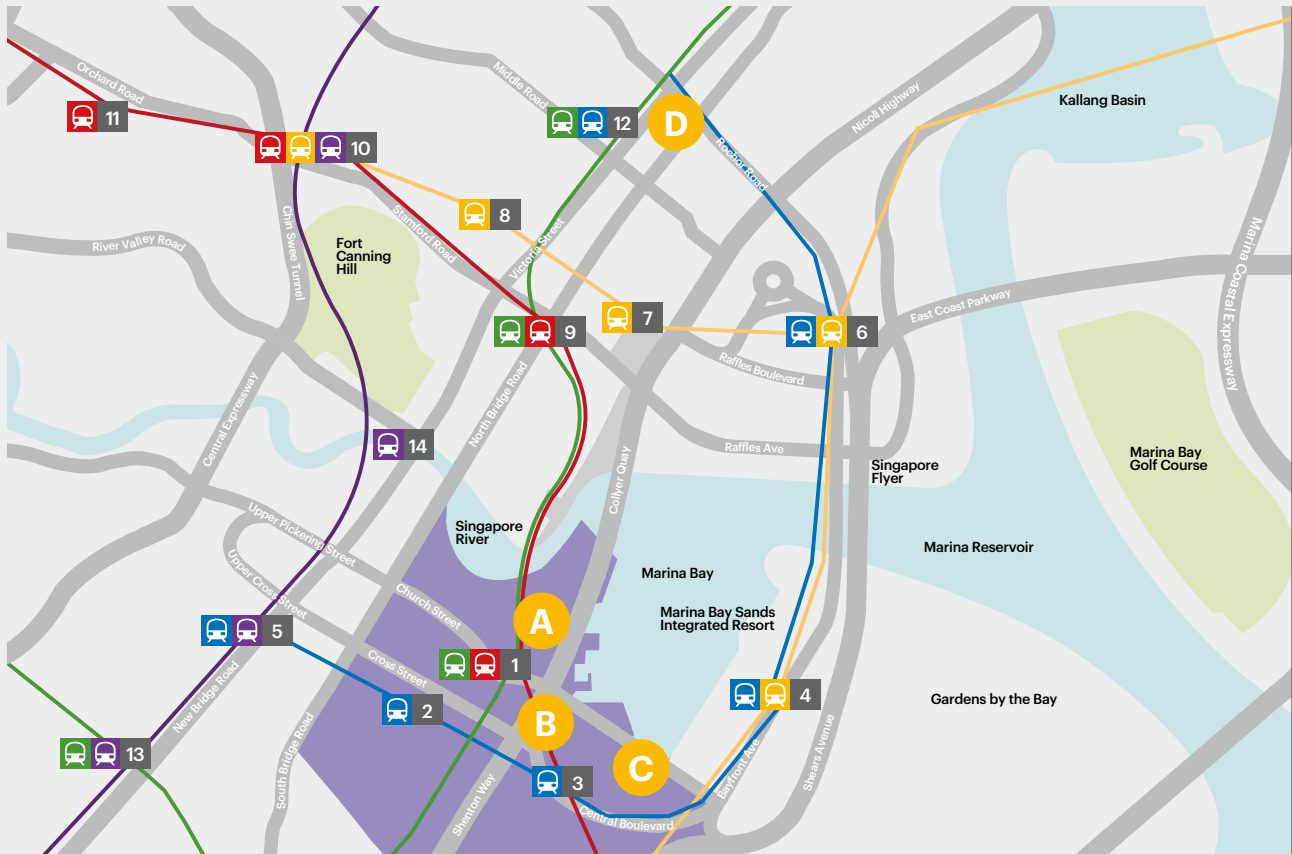 Orchard Road
11
10
Middle Road
12
D
Rochor Road
Nicoll Highway
Kallang Basin
8
Stamford Road
Victoria Street
Chin Swee Tunnel
River Valley Road
Fort
Canning
Hill
Marina Coastal Expressway
East Coast Parkway
7
9
6
Raffles Boulevard
North Bridge Road
Central Expressway
14
Raffles Ave
Collyer Quay
Singapore
Flyer
Marina Bay
Golf Course
Upper Pickering Street
Upper Cross Street
Singapore
River
Marina Reservoir
Marina Bay
Church Street
A
Marina Bay Sands
Integrated Resort
5
Cross Street
1
New Bridge Road
2
B
4
Gardens by the Bay
13
South Bridge Road
Shenton Way
3
C
Bayfront Ave
Shears Avenue
Central Boulevard